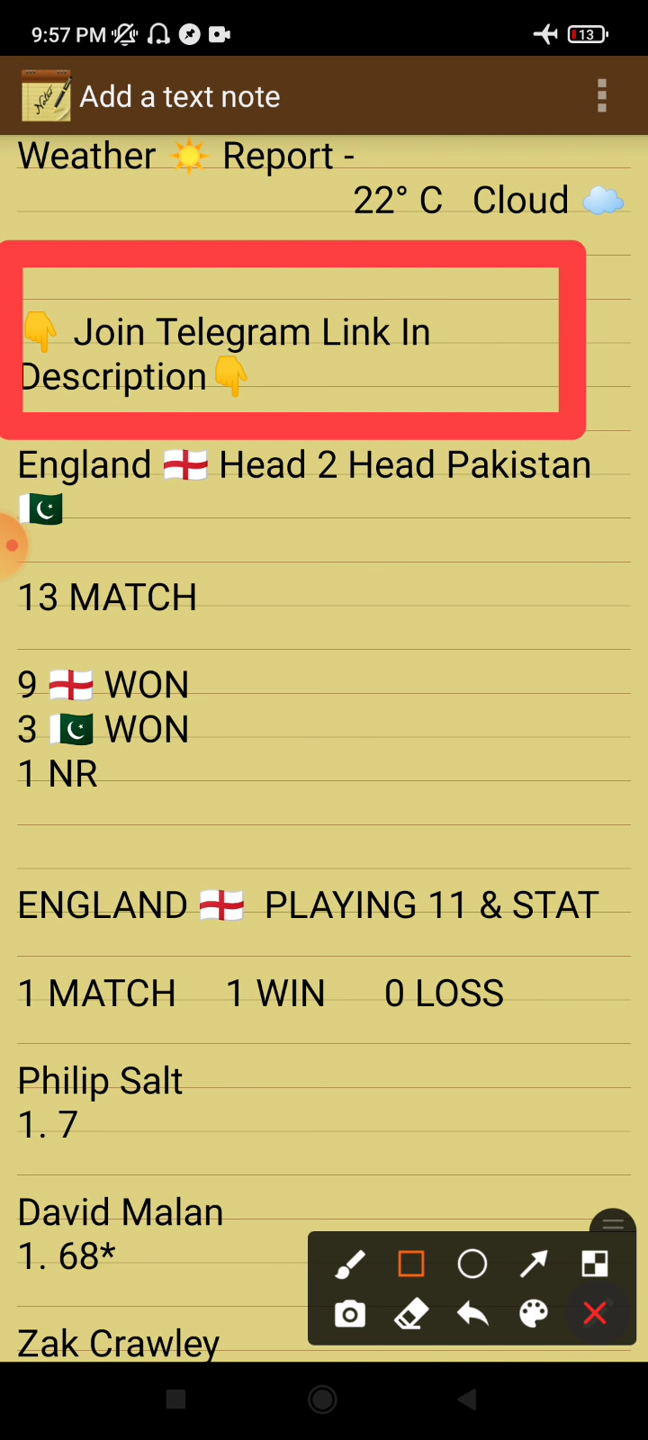 9:57 PM 13
Notes Add a text note
Weather ☀️ Report -
22° C Cloud ☁️
👇 Join Telegram Link In
Description👇
England 🏴󠁧󠁢󠁥󠁮󠁧󠁿 Head 2 Head Pakistan
🇵🇰
13 MATCH
9 🏴󠁧󠁢󠁥󠁮󠁧󠁿 WON
3 🇵🇰 WON
1 NR
ENGLAND 🏴󠁧󠁢󠁥󠁮󠁧󠁿 PLAYING 11 & STAT
1 MATCH 1 WIN 0 LOSS
Philip Salt
1. 7
David Malan
1. 68*
Zak Crawley